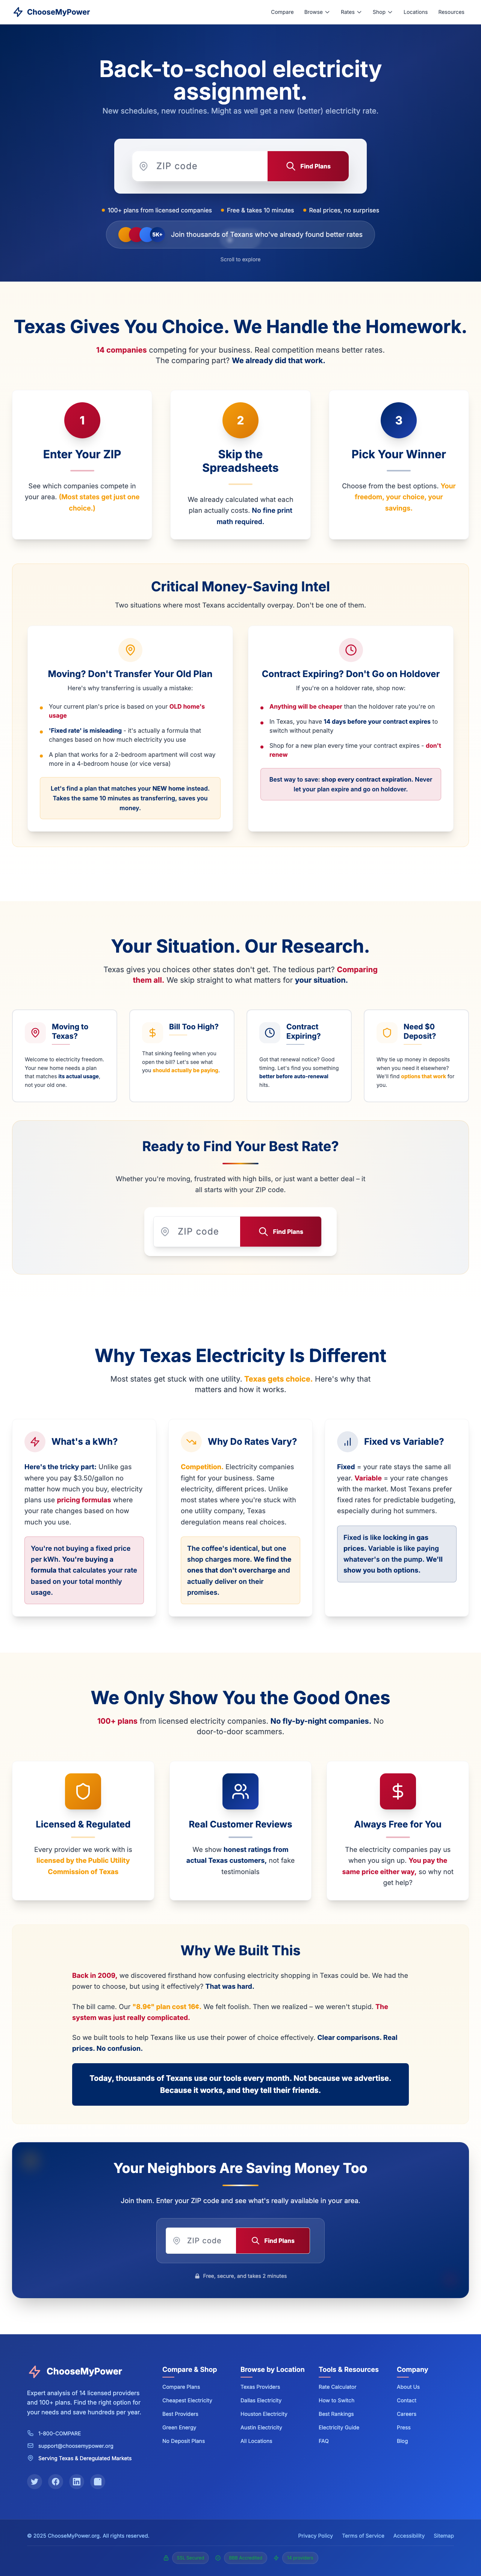 ChooseMyPower
Compare Browse Rates Shop Locations Resources
Back-to-school electricity
assignment.
New schedules, new routines. Might as well get a new (better) electricity rate.
ZIP code Find Plans
100+ plans from licensed companies Free & takes 10 minutes Real prices, no surprises
5K+ Join thousands of Texans who've already found better rates
Scroll to explore
Texas Gives You Choice. We Handle the Homework.
14 companies competing for your business. Real competition means better rates.
The comparing part? We already did that work.
1
Enter Your ZIP
See which companies compete in
your area. (Most states get just one
choice.)
2
Skip the
Spreadsheets
We already calculated what each
plan actually costs. No fine print
math required.
3
Pick Your Winner
Choose from the best options. Your
freedom, your choice, your
savings.
Critical Money-Saving Intel
Two situations where most Texans accidentally overpay. Don't be one of them.
Moving? Don't Transfer Your Old Plan
Here's why transferring is usually a mistake:
Your current plan's price is based on your OLD home's
usage
'Fixed rate' is misleading - it's actually a formula that
changes based on how much electricity you use
A plan that works for a 2-bedroom apartment will cost way
more in a 4-bedroom house (or vice versa)
Let's find a plan that matches your NEW home instead.
Takes the same 10 minutes as transferring, saves you
money.
Contract Expiring? Don't Go on Holdover
If you're on a holdover rate, shop now:
Anything will be cheaper than the holdover rate you're on
In Texas, you have 14 days before your contract expires to
switch without penalty
Shop for a new plan every time your contract expires - don't
renew
Best way to save: shop every contract expiration. Never
let your plan expire and go on holdover.
Your Situation. Our Research.
Texas gives you choices other states don't get. The tedious part? Comparing
them all. We skip straight to what matters for your situation.
Moving to
Texas?
Welcome to electricity freedom.
Your new home needs a plan
that matches its actual usage,
not your old one.
Bill Too High?
That sinking feeling when you
open the bill? Let's see what
you should actually be paying.
Contract
Expiring?
Got that renewal notice? Good
timing. Let's find you something
better before auto-renewal
hits.
Need $0
Deposit?
Why tie up money in deposits
when you need it elsewhere?
We'll find options that work for
you.
Ready to Find Your Best Rate?
Whether you're moving, frustrated with high bills, or just want a better deal – it
all starts with your ZIP code.
ZIP code Find Plans
Why Texas Electricity Is Different
Most states get stuck with one utility. Texas gets choice. Here's why that
matters and how it works.
What's a kWh?
Here's the tricky part: Unlike gas
where you pay $3.50/gallon no
matter how much you buy, electricity
plans use pricing formulas where
your rate changes based on how
much you use.
You're not buying a fixed price
per kWh. You're buying a
formula that calculates your rate
based on your total monthly
usage.
Why Do Rates Vary?
Competition. Electricity companies
fight for your business. Same
electricity, different prices. Unlike
most states where you're stuck with
one utility company, Texas
deregulation means real choices.
The coffee's identical, but one
shop charges more. We find the
ones that don't overcharge and
actually deliver on their
promises.
Fixed vs Variable?
Fixed = your rate stays the same all
year. Variable = your rate changes
with the market. Most Texans prefer
fixed rates for predictable budgeting,
especially during hot summers.
Fixed is like locking in gas
prices. Variable is like paying
whatever's on the pump. We'll
show you both options.
We Only Show You the Good Ones
100+ plans from licensed electricity companies. No fly-by-night companies. No
door-to-door scammers.
Licensed & Regulated
Every provider we work with is
licensed by the Public Utility
Commission of Texas
Real Customer Reviews
We show honest ratings from
actual Texas customers, not fake
testimonials
Always Free for You
The electricity companies pay us
when you sign up. You pay the
same price either way, so why not
get help?
Why We Built This
Back in 2009, we discovered firsthand how confusing electricity shopping in Texas could be. We had the
power to choose, but using it effectively? That was hard.
The bill came. Our "8.9¢" plan cost 16¢. We felt foolish. Then we realized – we weren't stupid. The
system was just really complicated.
So we built tools to help Texans like us use their power of choice effectively. Clear comparisons. Real
prices. No confusion.
Today, thousands of Texans use our tools every month. Not because we advertise.
Because it works, and they tell their friends.
Your Neighbors Are Saving Money Too
Join them. Enter your ZIP code and see what's really available in your area.
ZIP code Find Plans
Free, secure, and takes 2 minutes
ChooseMyPower
Expert analysis of 14 licensed providers
and 100+ plans. Find the right option for
your needs and save hundreds per year.
1-800-COMPARE
support@choosemypower.org
Serving Texas & Deregulated Markets
Compare & Shop
Compare Plans
Cheapest Electricity
Best Providers
Green Energy
No Deposit Plans
Browse by Location
Texas Providers
Dallas Electricity
Houston Electricity
Austin Electricity
All Locations
Tools & Resources
Rate Calculator
How to Switch
Best Rankings
Electricity Guide
FAQ
Company
About Us
Contact
Careers
Press
Blog
© 2025 ChooseMyPower.org. All rights reserved.
Privacy Policy Terms of Service Accessibility Sitemap
SSL Secured BBB Accredited 14 providers